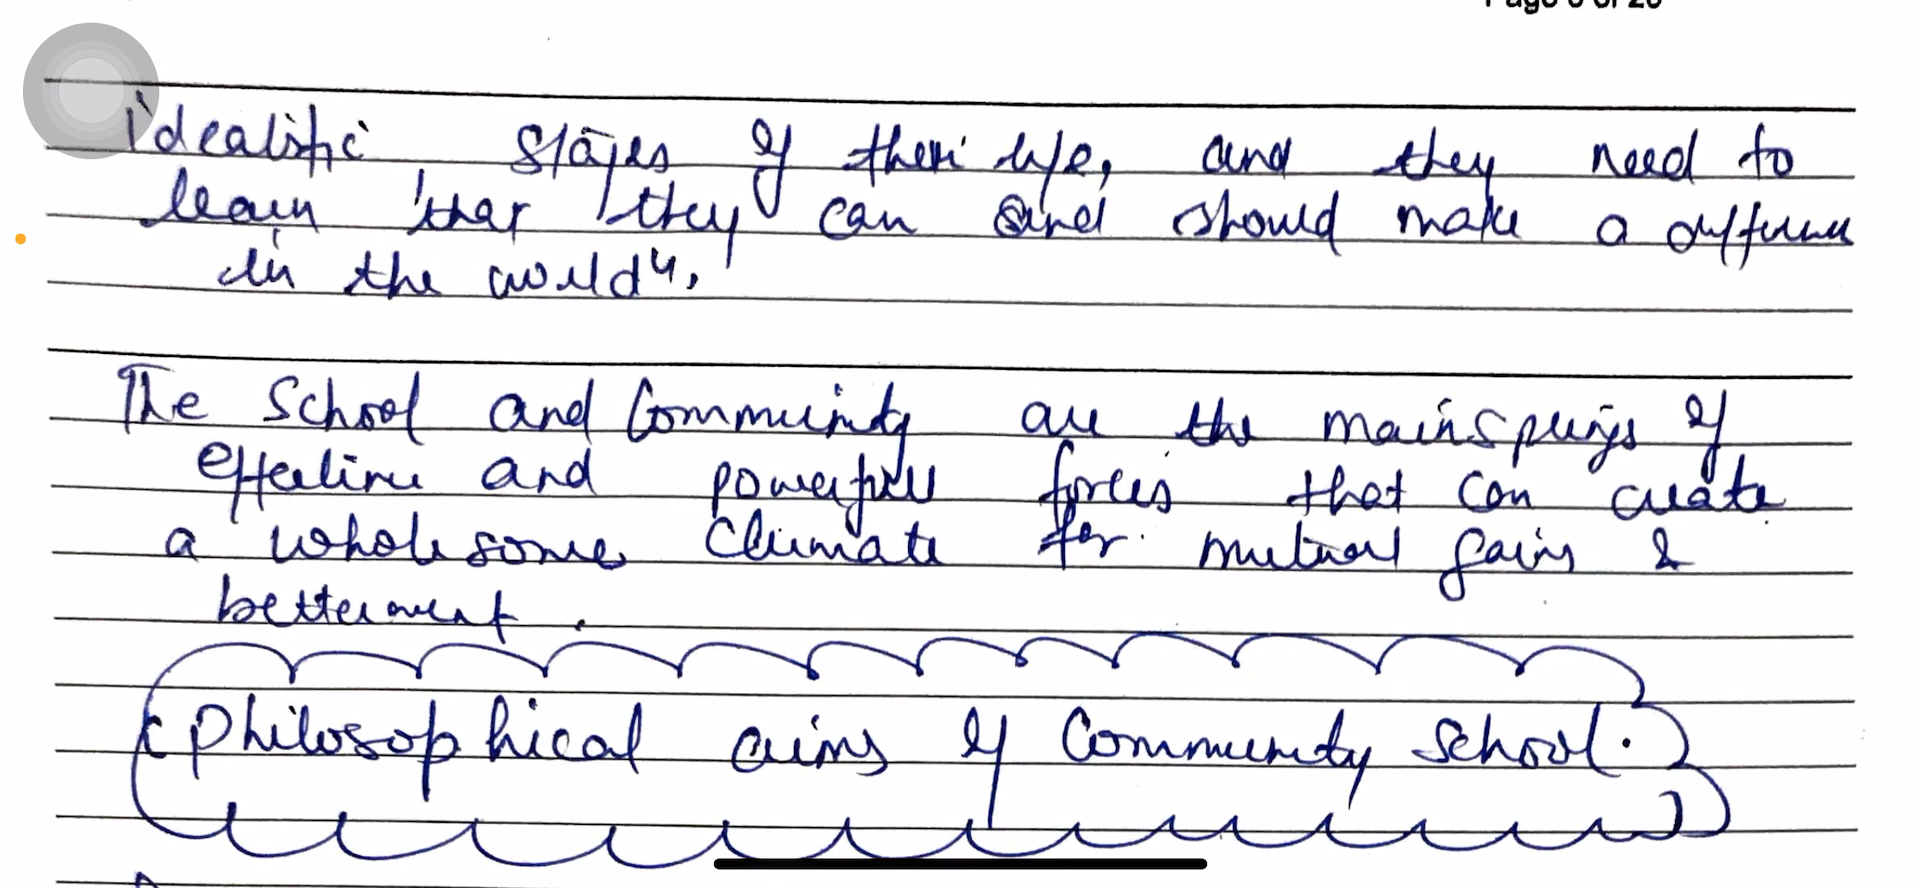 idealistic stages of their life, and they need to
learn that they can and should make a difference
in the world",
The School and Community are the mainsprings of
effective and powerful forces that can create
a wholesome climate for mutual gains &
betterment.
Philosophical aims of Community School.